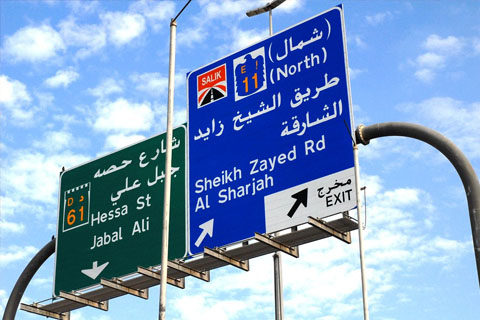 شارع حصه
جبل علي
د D
61
Hessa St
Jabal Ali
SALIK
E إ
11
(شمال)
(North)
طريق الشيخ زايد
الشارقة
Sheikh Zayed Rd
Al Sharjah
مخرج
EXIT